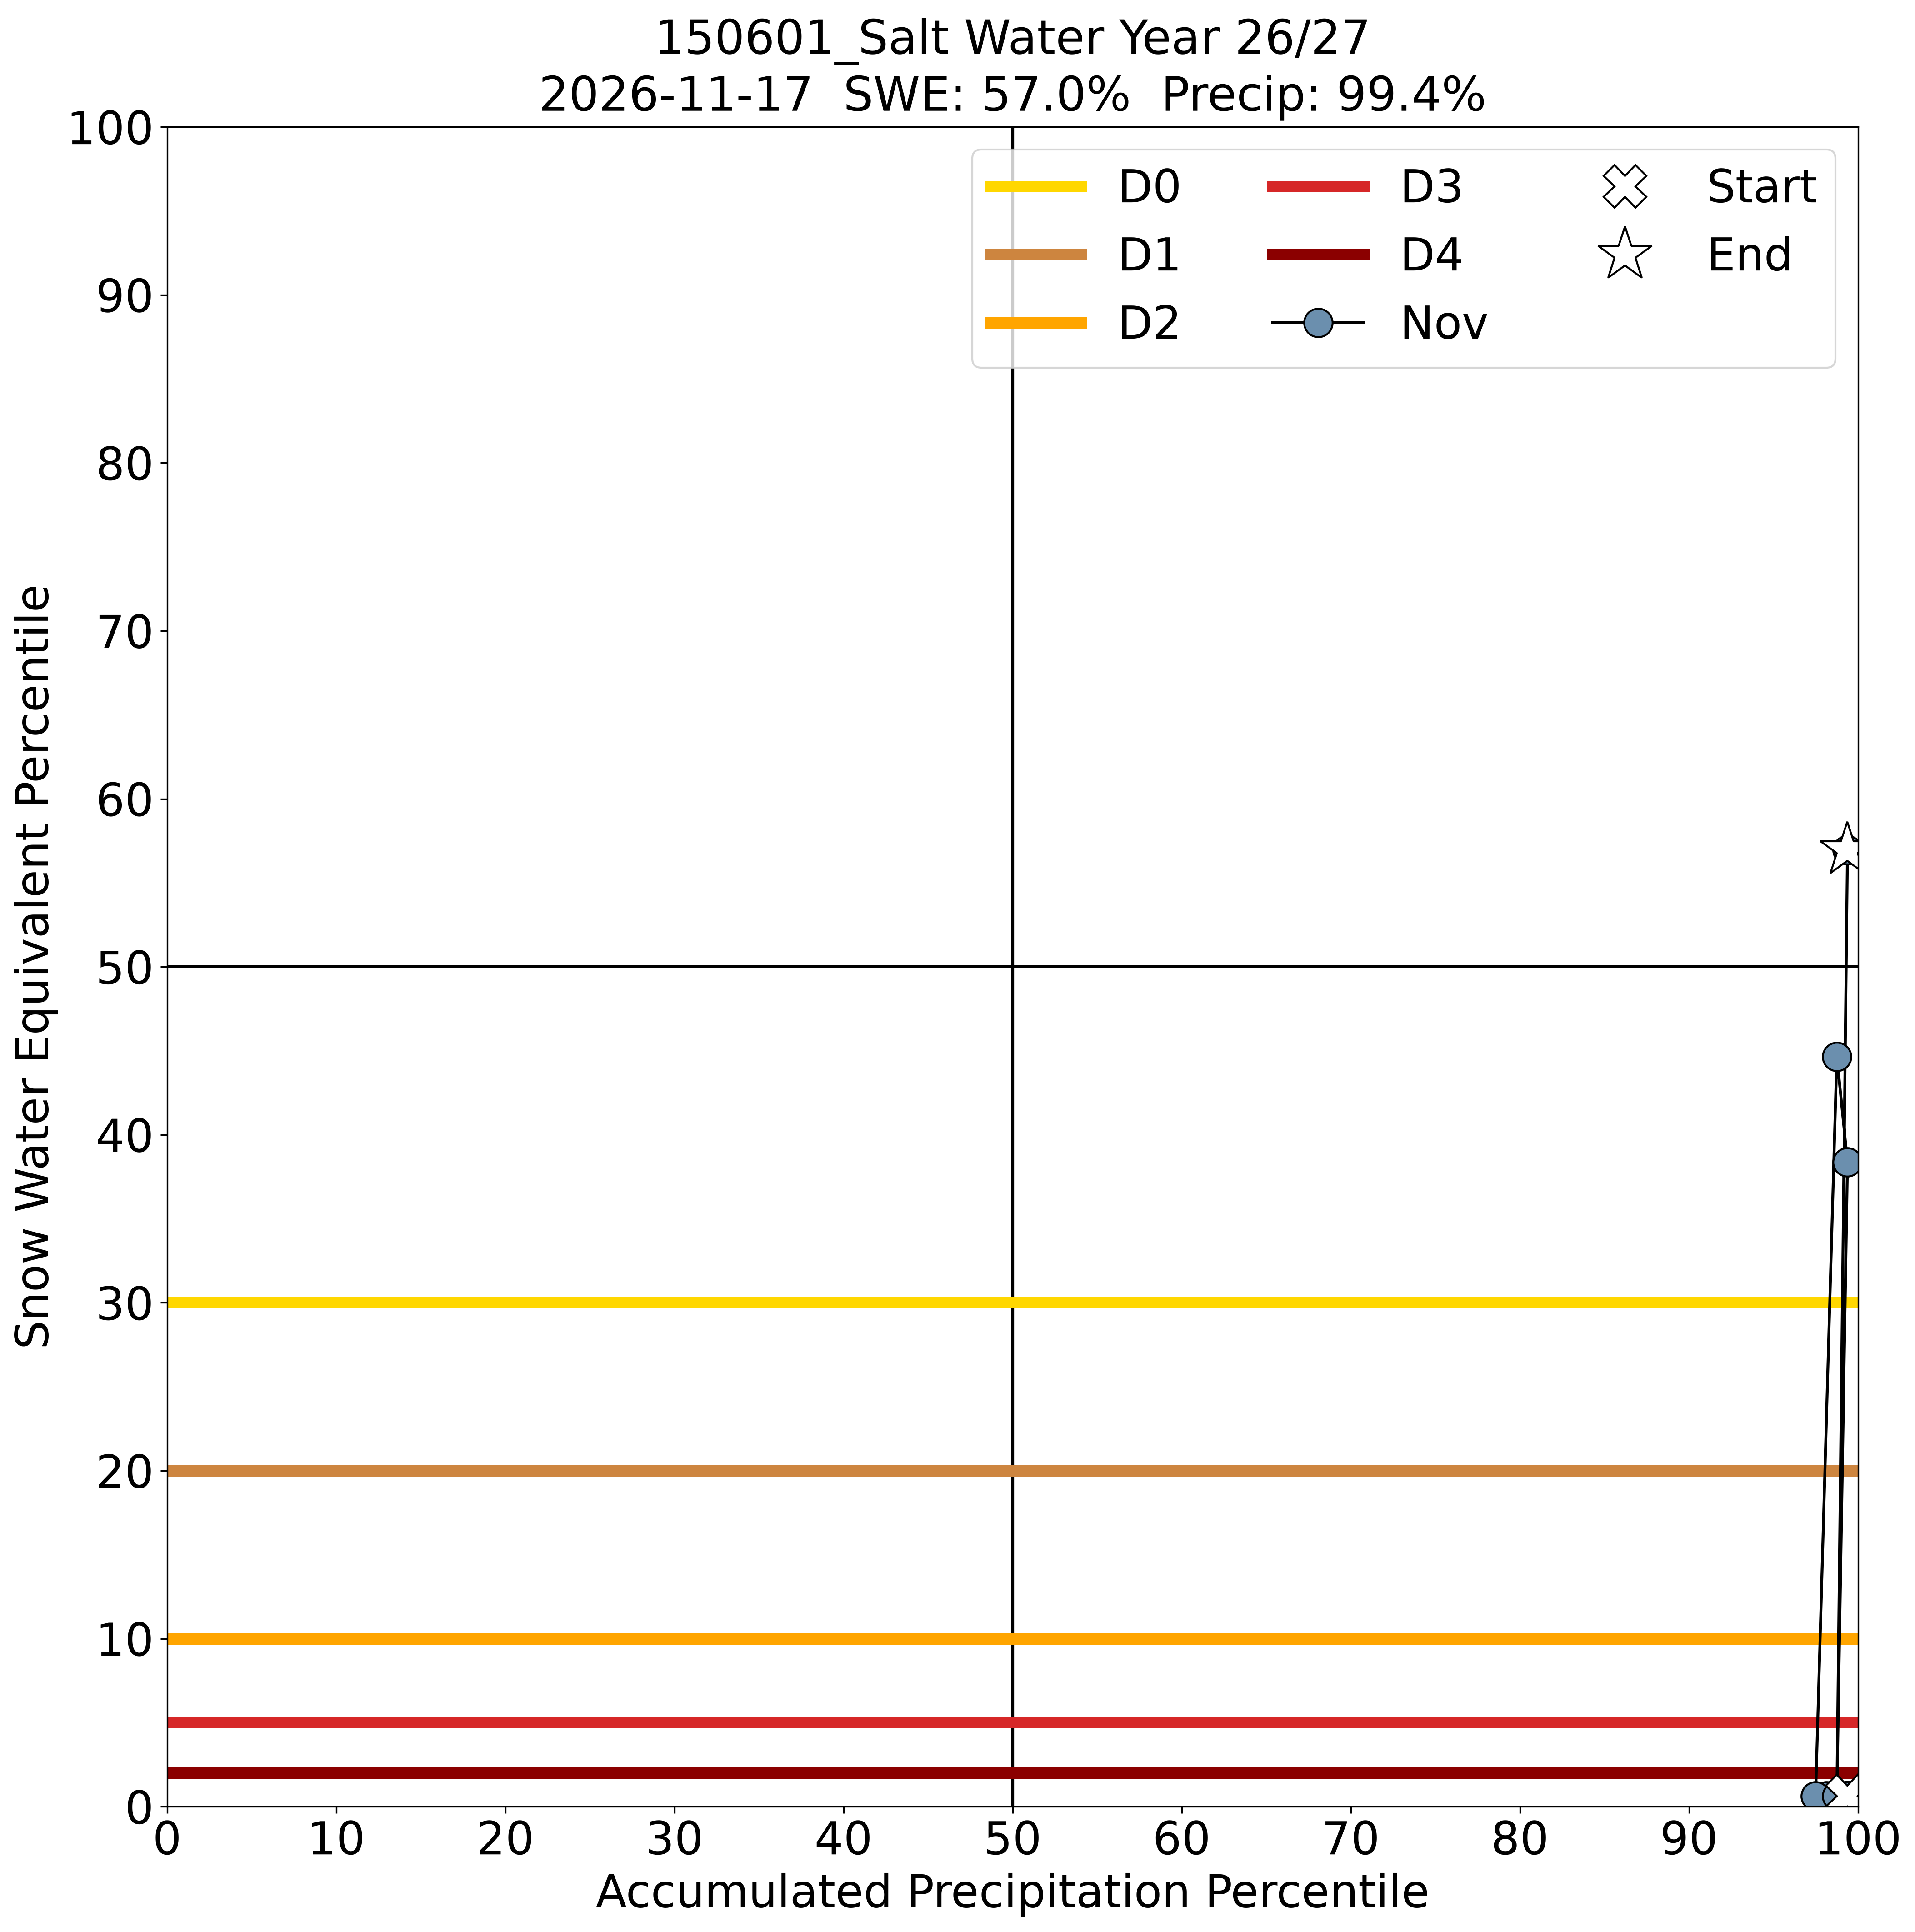 150601_Salt Water Year 26/27
2026-11-17  SWE: 57.0%  Precip: 99.4%
100
90
80
70
60
50
40
30
20
10
0
Snow Water Equivalent Percentile
D0
D1
D2
D3
D4
Nov
Start
End
0 10 20 30 40 50 60 70 80 90 100
Accumulated Precipitation Percentile